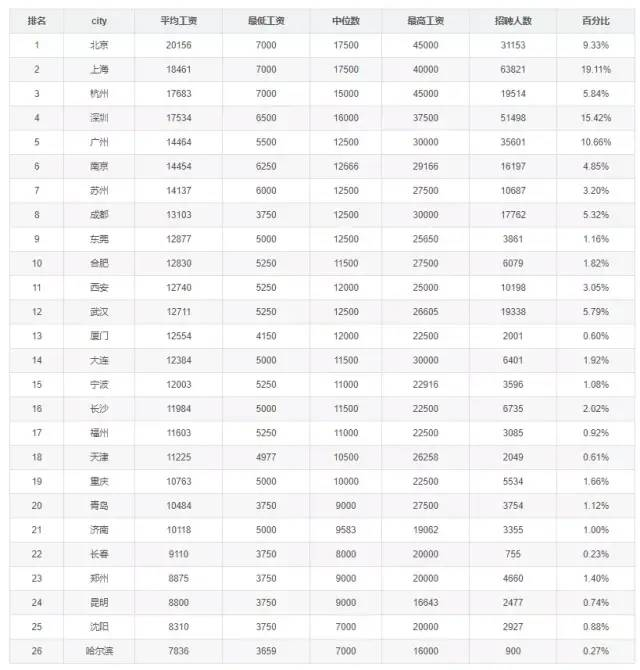 排名 city 平均工资 最低工资 中位数 最高工资 招聘人数 百分比
1 北京 20156 7000 17500 45000 31153 9.33%
2 上海 18461 7000 17500 40000 63821 19.11%
3 杭州 17683 7000 15000 45000 19514 5.84%
4 深圳 17534 6500 16000 37500 51498 15.42%
5 广州 14464 5500 12500 30000 35601 10.66%
6 南京 14454 6250 12666 29166 16197 4.85%
7 苏州 14137 6000 12500 27500 10687 3.20%
8 成都 13103 3750 12500 30000 17762 5.32%
9 东莞 12877 5000 12500 25650 3861 1.16%
10 合肥 12830 5250 11500 27500 6079 1.82%
11 西安 12740 5250 12000 25000 10198 3.05%
12 武汉 12711 5250 12500 26605 19338 5.79%
13 厦门 12554 4150 12000 22500 2001 0.60%
14 大连 12384 5000 11500 30000 6401 1.92%
15 宁波 12003 5250 11000 22916 3596 1.08%
16 长沙 11984 5000 11500 22500 6735 2.02%
17 福州 11603 5250 11000 22500 3085 0.92%
18 天津 11225 4977 10500 26258 2049 0.61%
19 重庆 10763 5000 10000 22500 5534 1.66%
20 青岛 10484 3750 9000 27500 3754 1.12%
21 济南 10118 5000 9583 19062 3355 1.00%
22 长春 9110 3750 8000 20000 755 0.23%
23 郑州 8875 3750 9000 20000 4660 1.40%
24 昆明 8800 3750 9000 16643 2477 0.74%
25 沈阳 8310 3750 7000 20000 2927 0.88%
26 哈尔滨 7836 3659 7000 16000 900 0.27%